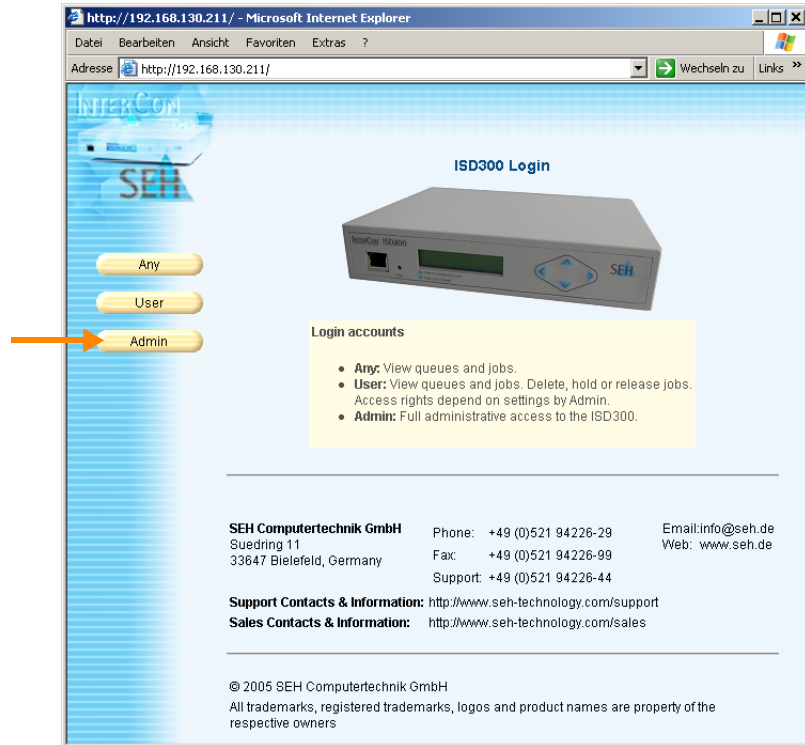 http://192.168.130.211/ - Microsoft Internet Explorer
Datei Bearbeiten Ansicht Favoriten Extras ?
Adresse http://192.168.130.211/ Wechseln zu Links »
INTERCON
SEH
ISD300 Login
INTERCON ISD300
SEH
Any
User
Admin
Login accounts
• Any: View queues and jobs.
• User: View queues and jobs. Delete, hold or release jobs.
Access rights depend on settings by Admin.
• Admin: Full administrative access to the ISD300.
SEH Computertechnik GmbH
Suedring 11
33647 Bielefeld, Germany
Phone: +49 (0)521 94226-29
Fax: +49 (0)521 94226-99
Support: +49 (0)521 94226-44
Email:info@seh.de
Web: www.seh.de
Support Contacts & Information: http://www.seh-technology.com/support
Sales Contacts & Information: http://www.seh-technology.com/sales
© 2005 SEH Computertechnik GmbH
All trademarks, registered trademarks, logos and product names are property of the
respective owners